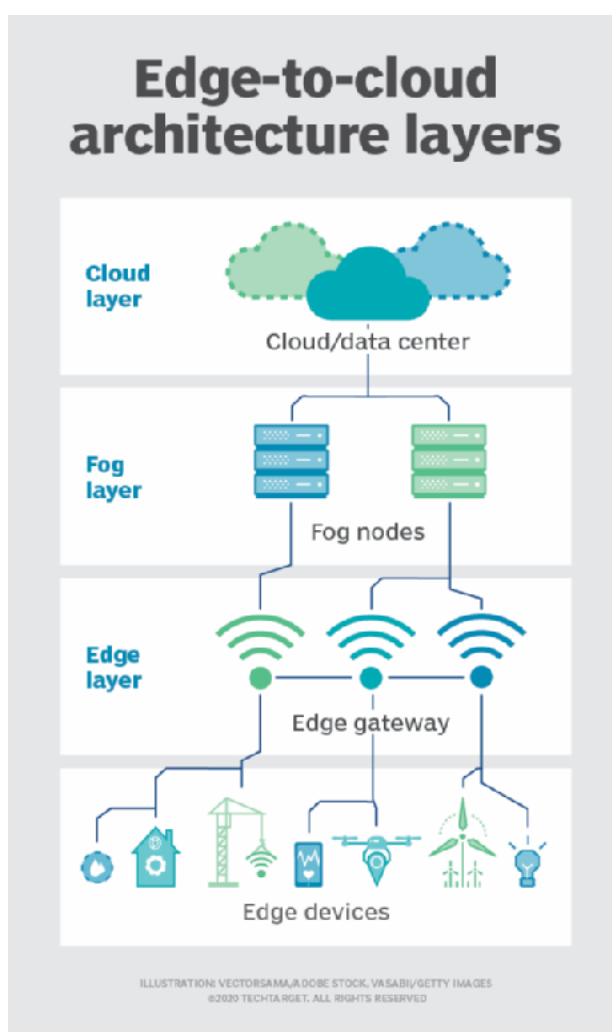 Edge-to-cloud
architecture layers
Cloud
layer
Cloud/data center
Fog
layer
Fog nodes
Edge
layer
Edge gateway
Edge devices
ILLUSTRATION: VECTORSAMA/ADOBE STOCK, VASABI/GETTY IMAGES
©2020 TECHTARGET. ALL RIGHTS RESERVED